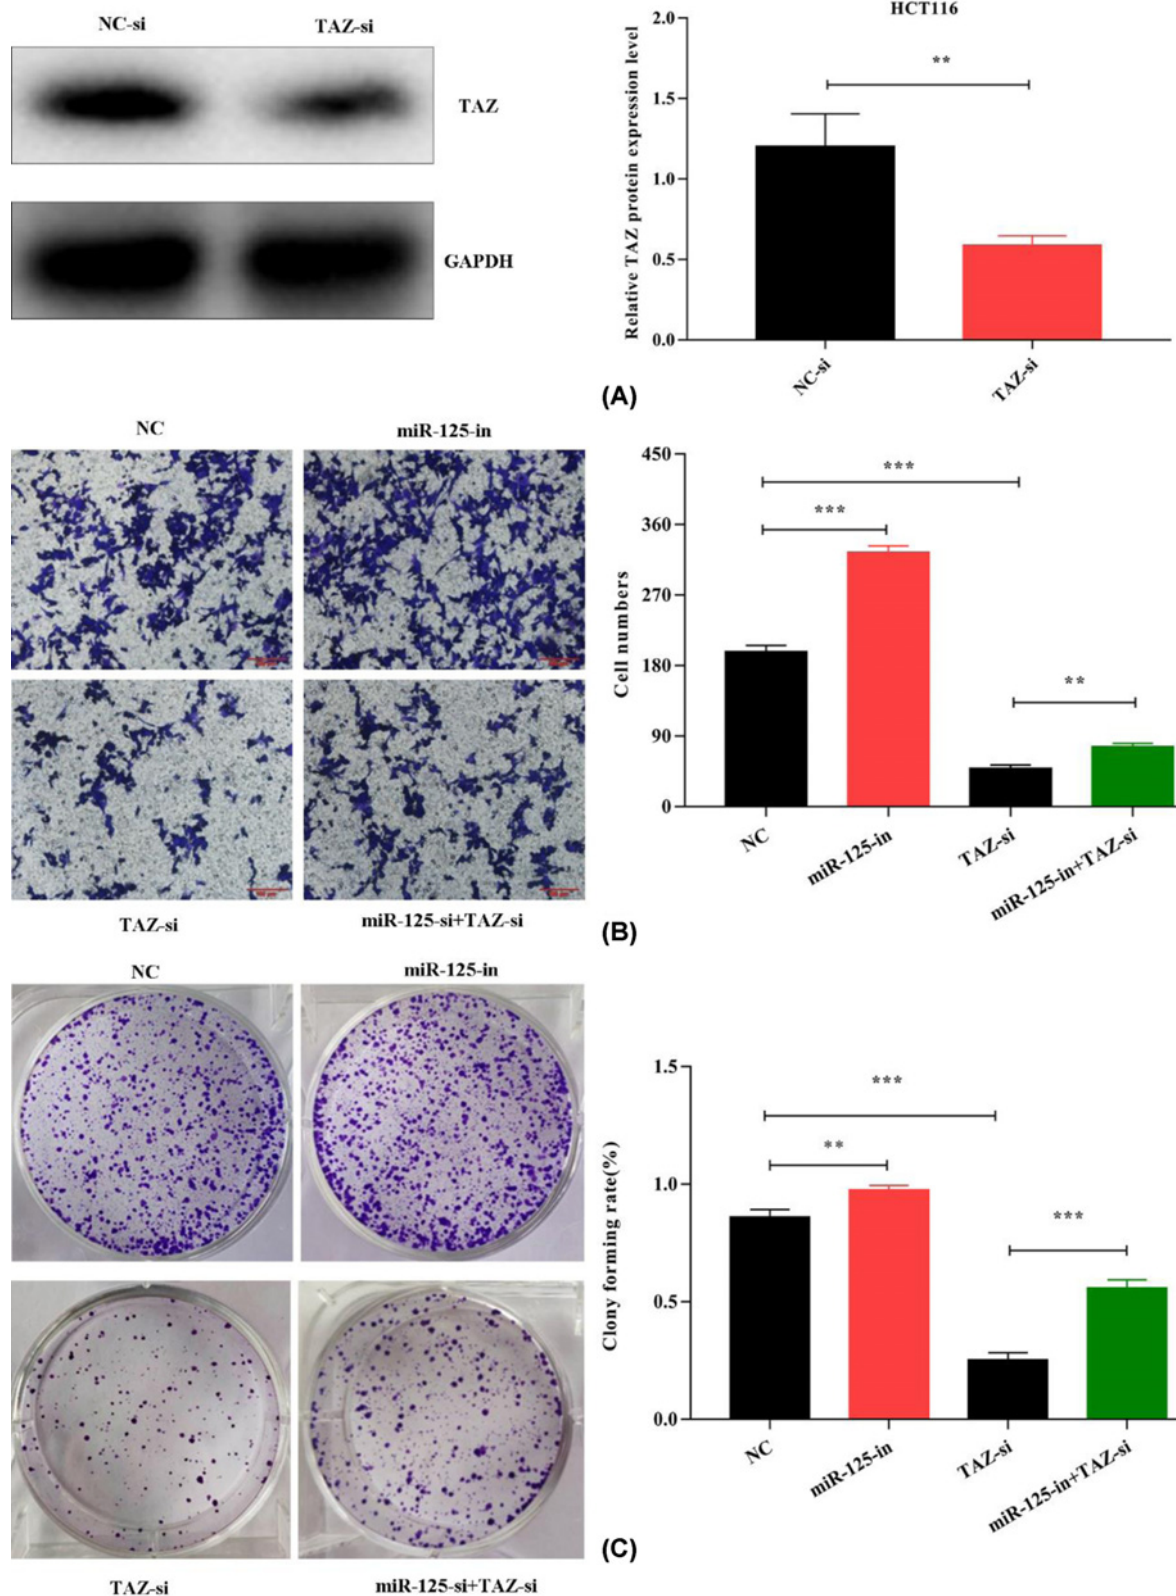 NC-si TAZ-si
TAZ
GAPDH
HCT116
Relative TAZ protein expression level
2.0
1.5
1.0
0.5
0.0
**
NC-si
TAZ-si
(A)
NC miR-125-in
TAZ-si miR-125-si+TAZ-si
Cell numbers
450
360
270
180
90
0
***
***
**
NC
miR-125-in
TAZ-si
miR-125-in+TAZ-si
(B)
NC miR-125-in
TAZ-si miR-125-si+TAZ-si
Clony forming rate(%)
1.5
1.0
0.5
0.0
***
**
***
NC
miR-125-in
TAZ-si
miR-125-in+TAZ-si
(C)